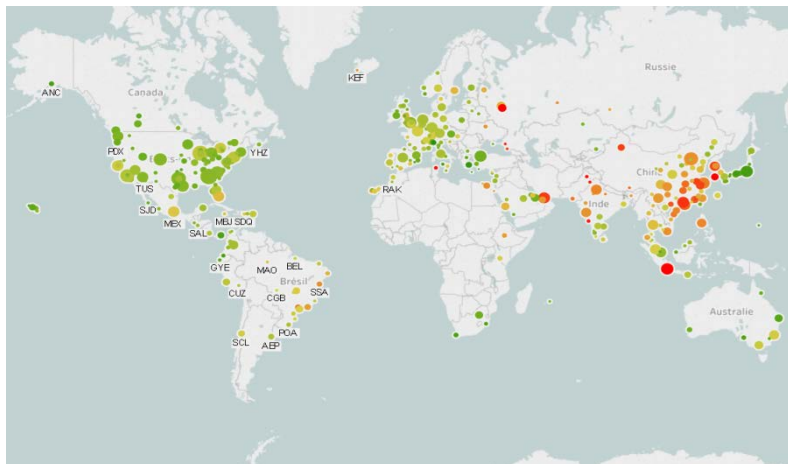 Russie
KEF
ANC
Canada
PDX
YHZ
TUS
RAK
Chine
SJD
MEX
MBJ SDQ
Inde
SAL
GYE
MAO
BEL
Brésil
CUZ
CGB
SSA
POA
SCL
AEP
Australie